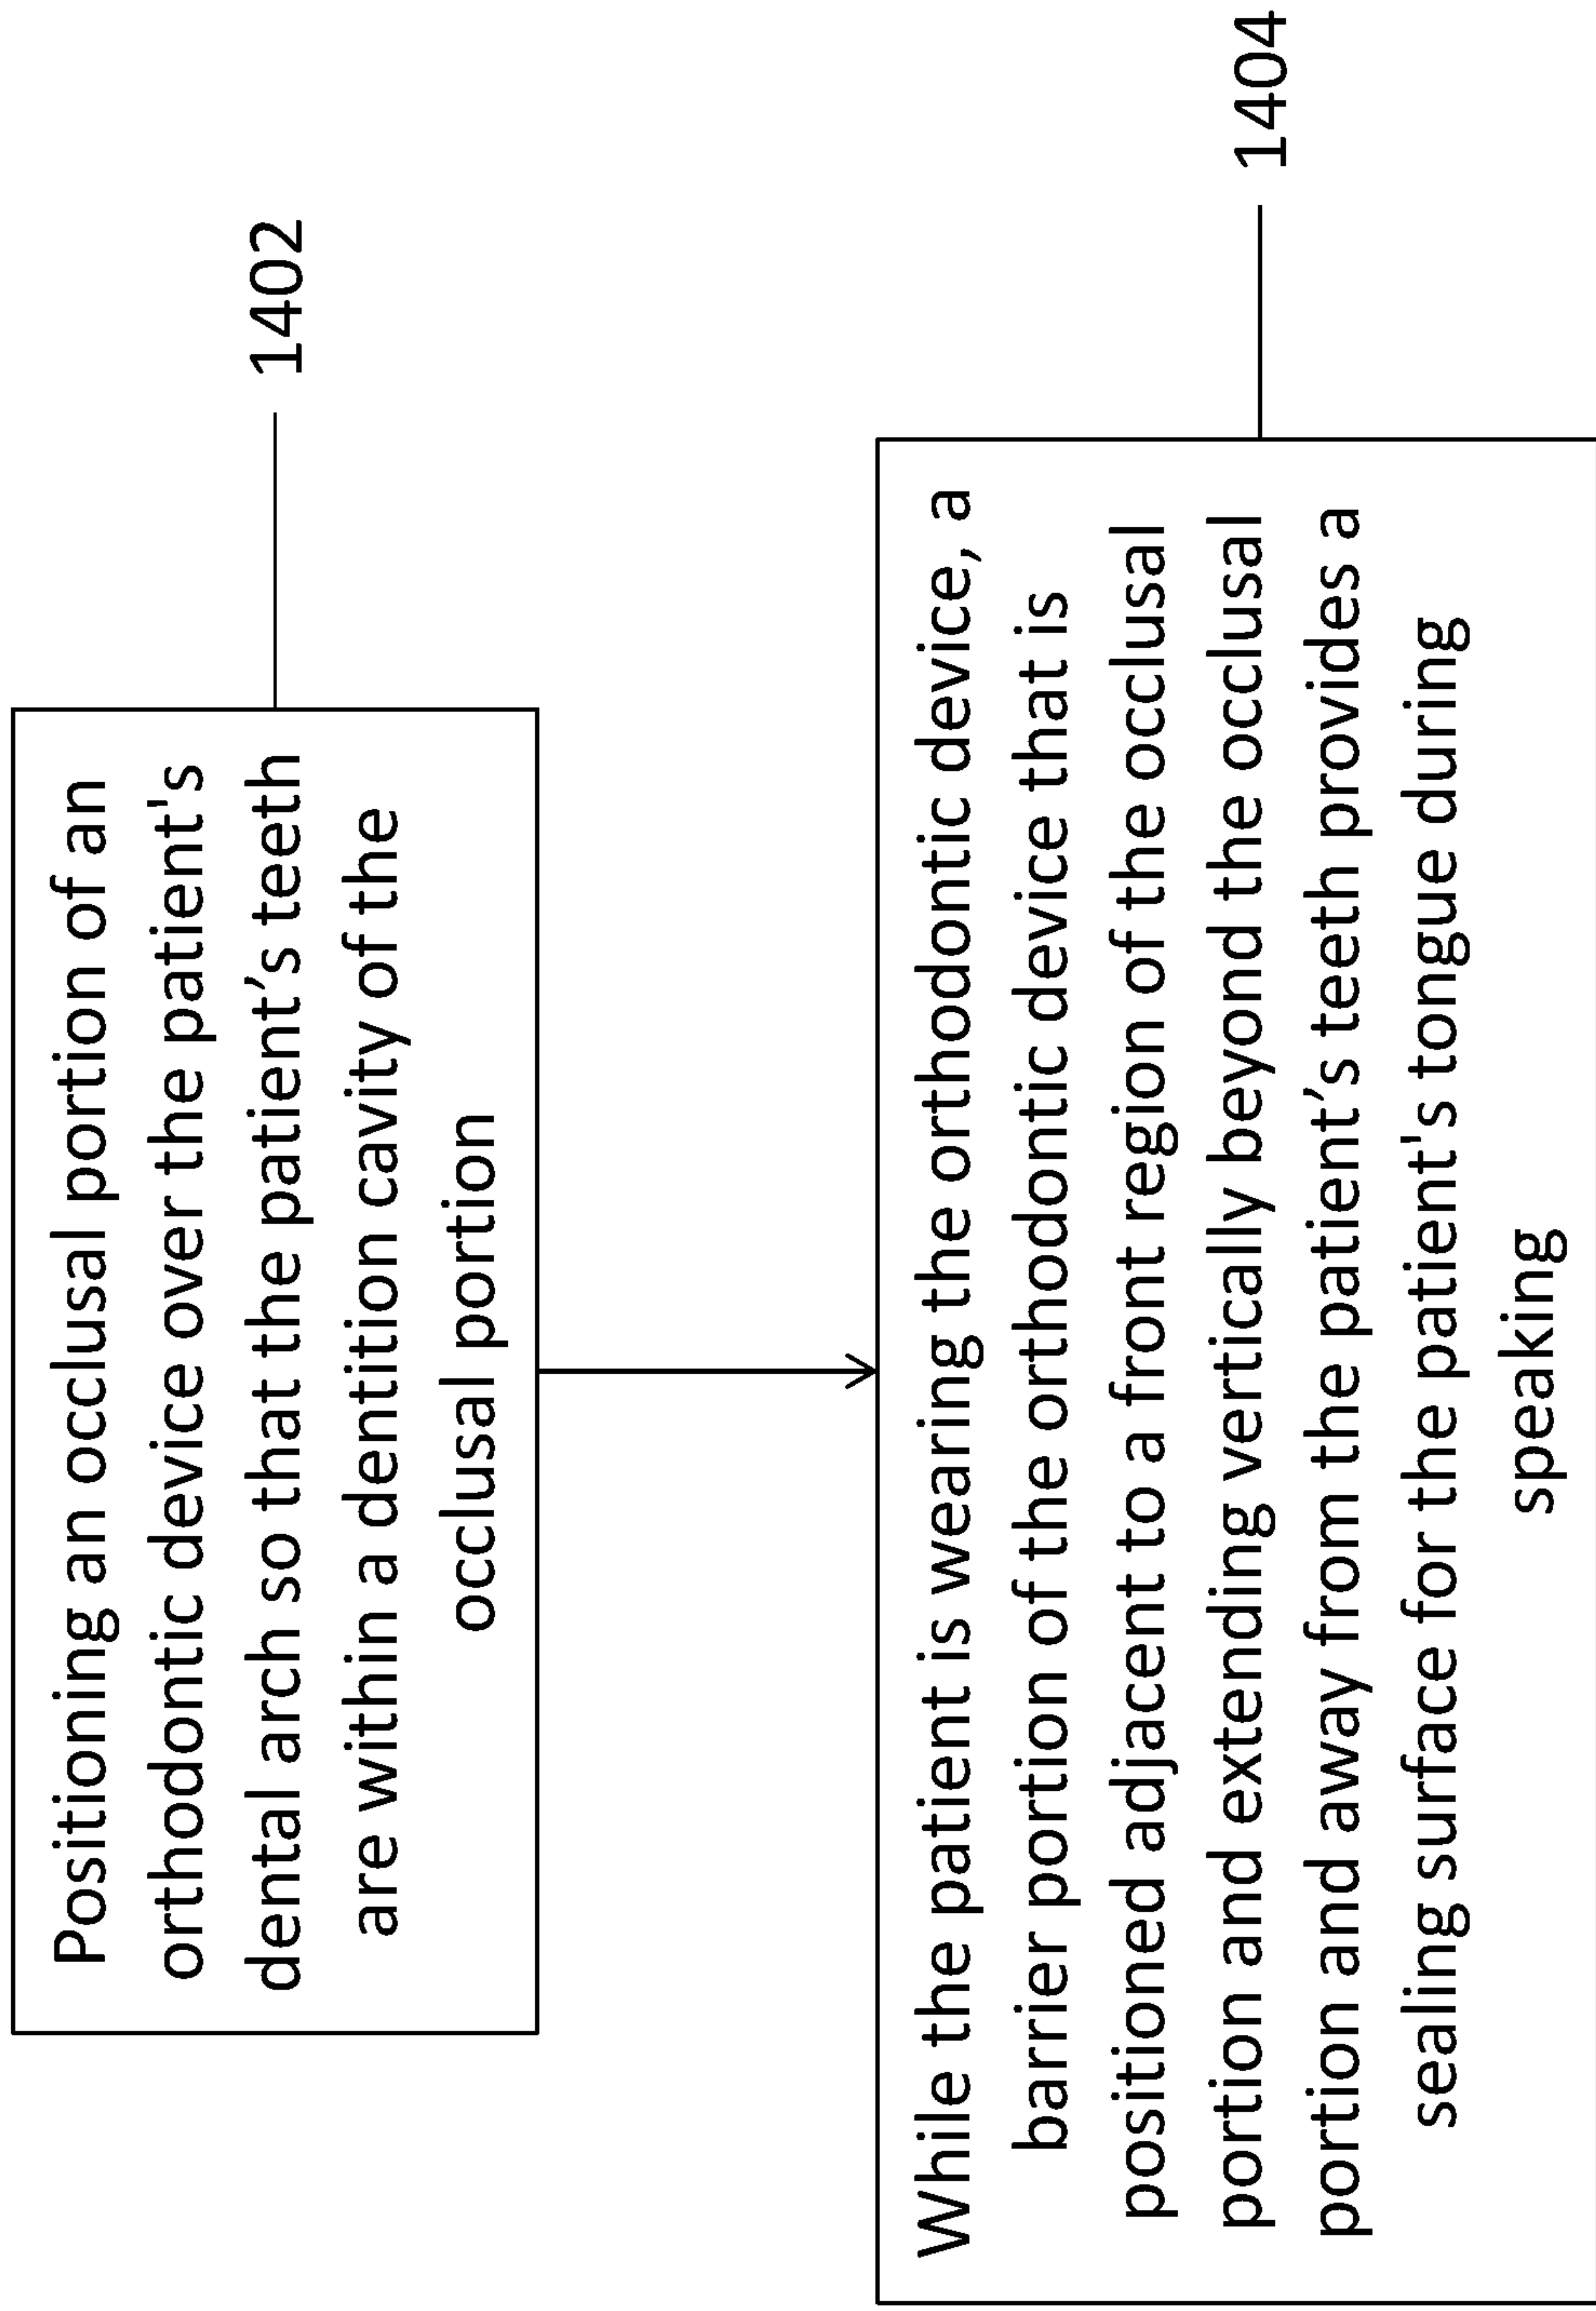 Positioning an occlusal portion of an
orthodontic device over the patient's
dental arch so that the patient’s teeth
are within a dentition cavity of the
occlusal portion
1402
While the patient is wearing the orthodontic device, a
barrier portion of the orthodontic device that is
positioned adjacent to a front region of the occlusal
portion and extending vertically beyond the occlusal
portion and away from the patient’s teeth provides a
sealing surface for the patient's tongue during
speaking
1404